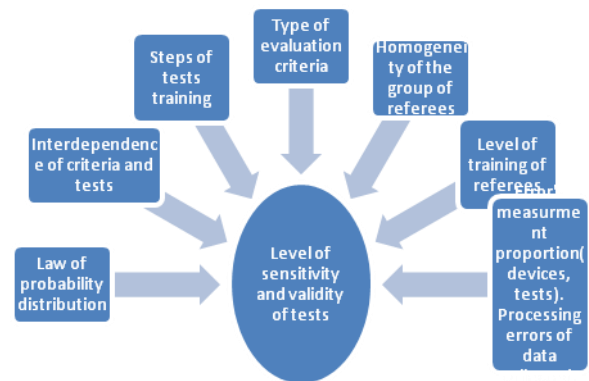 Type of
evaluation
criteria
Steps of
tests
training
Homogenei
ty of the
group of
referees
Interdependenc
e of criteria and
tests
Level of
training of
referees
Law of
probability
distribution
Level of
sensitivity
and validity
of tests
measurme
nt
proportion(
devices,
tests).
Processing
errors of
data